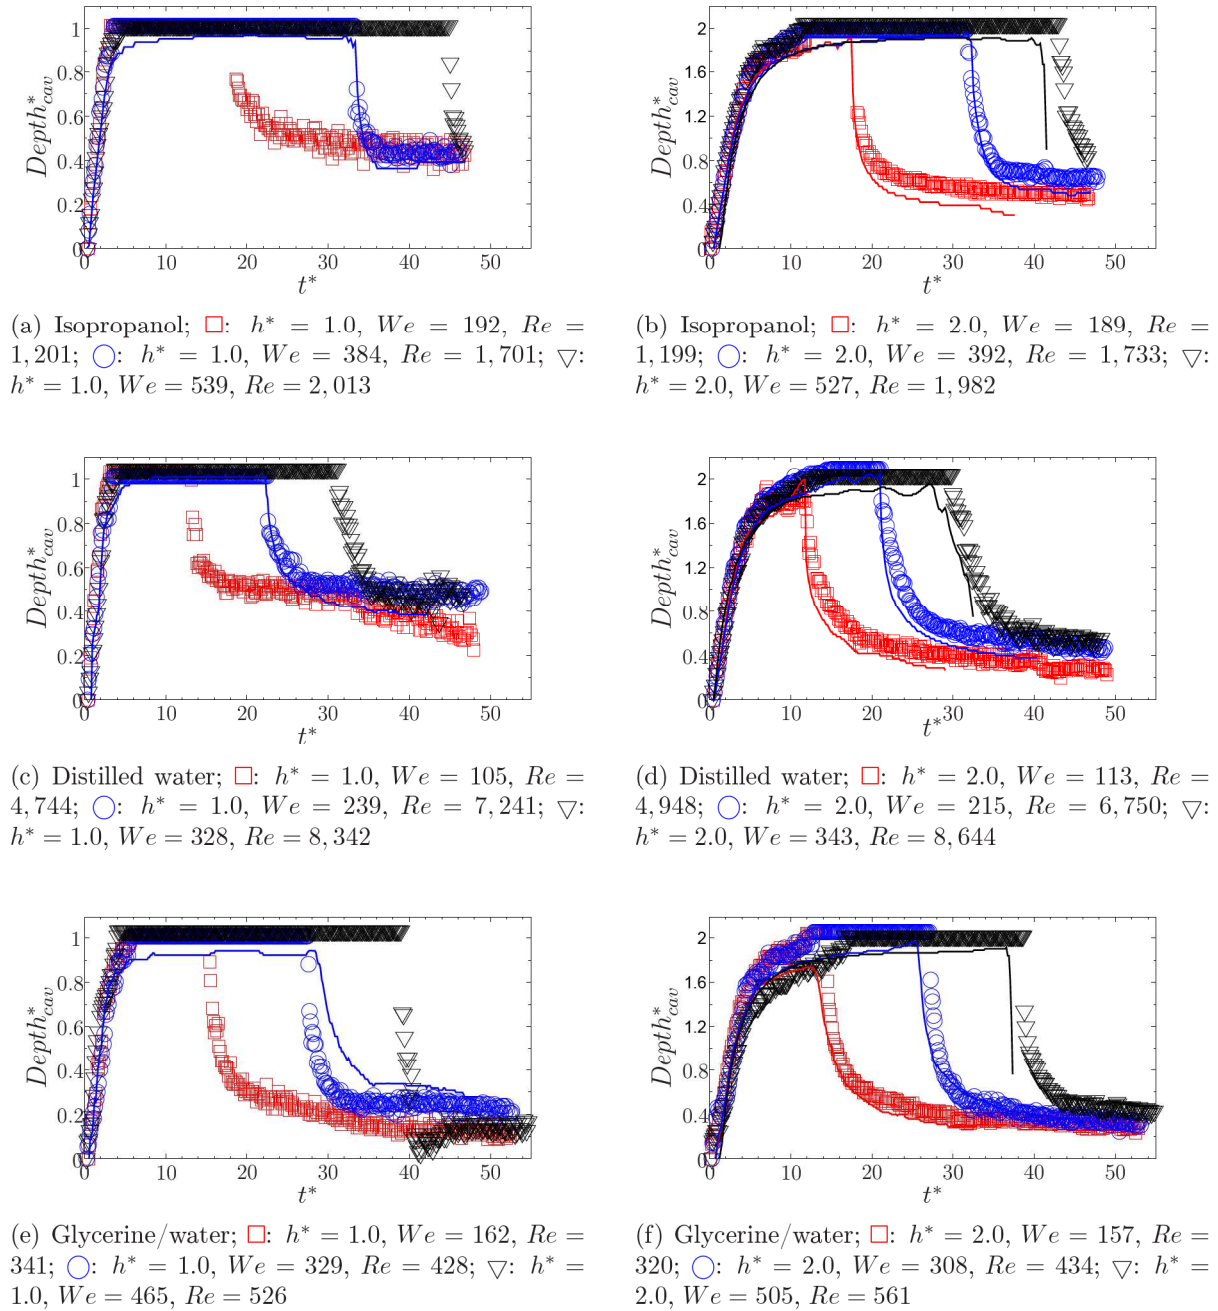 1
0.8
0.6
0.4
0.2
0
Depth*cav
0 10 20 30 40 50
t*
2
1.6
1.2
0.8
0.4
0
Depth*cav
0 10 20 30 40 50
t*
(a) Isopropanol; □: h* = 1.0, We = 192, Re =
1,201; ○: h* = 1.0, We = 384, Re = 1,701; ▽:
h* = 1.0, We = 539, Re = 2,013
(b) Isopropanol; □: h* = 2.0, We = 189, Re =
1,199; ○: h* = 2.0, We = 392, Re = 1,733; ▽:
h* = 2.0, We = 527, Re = 1,982
1
0.8
0.6
0.4
0.2
0
Depth*cav
0 10 20 30 40 50
t*
2
1.6
1.2
0.8
0.4
0
Depth*cav
0 10 20 30 40 50
t*
(c) Distilled water; □: h* = 1.0, We = 105, Re =
4,744; ○: h* = 1.0, We = 239, Re = 7,241; ▽:
h* = 1.0, We = 328, Re = 8,342
(d) Distilled water; □: h* = 2.0, We = 113, Re =
4,948; ○: h* = 2.0, We = 215, Re = 6,750; ▽:
h* = 2.0, We = 343, Re = 8,644
1
0.8
0.6
0.4
0.2
0
Depth*cav
0 10 20 30 40 50
t*
2
1.6
1.2
0.8
0.4
0
Depth*cav
0 10 20 30 40 50
t*
(e) Glycerine/water; □: h* = 1.0, We = 162, Re =
341; ○: h* = 1.0, We = 329, Re = 428; ▽: h* =
1.0, We = 465, Re = 526
(f) Glycerine/water; □: h* = 2.0, We = 157, Re =
320; ○: h* = 2.0, We = 308, Re = 434; ▽: h* =
2.0, We = 505, Re = 561